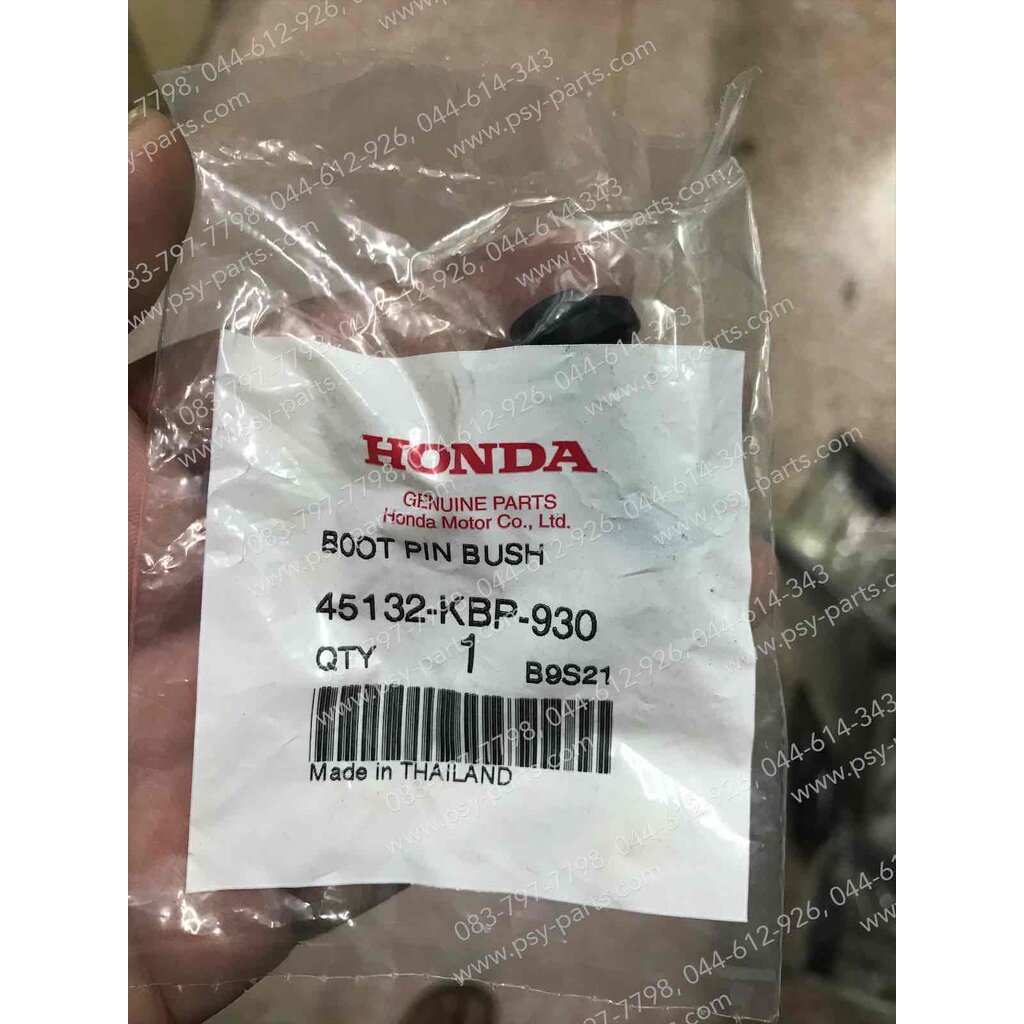 HONDA
GENUINE PARTS
Honda Motor Co., Ltd.
BOOT PIN BUSH
45132-KBP-930
QTY 1 B9S21
Made in THAILAND
083-797-7798, 044-612-926, 044-614-343
www.psy-parts.com